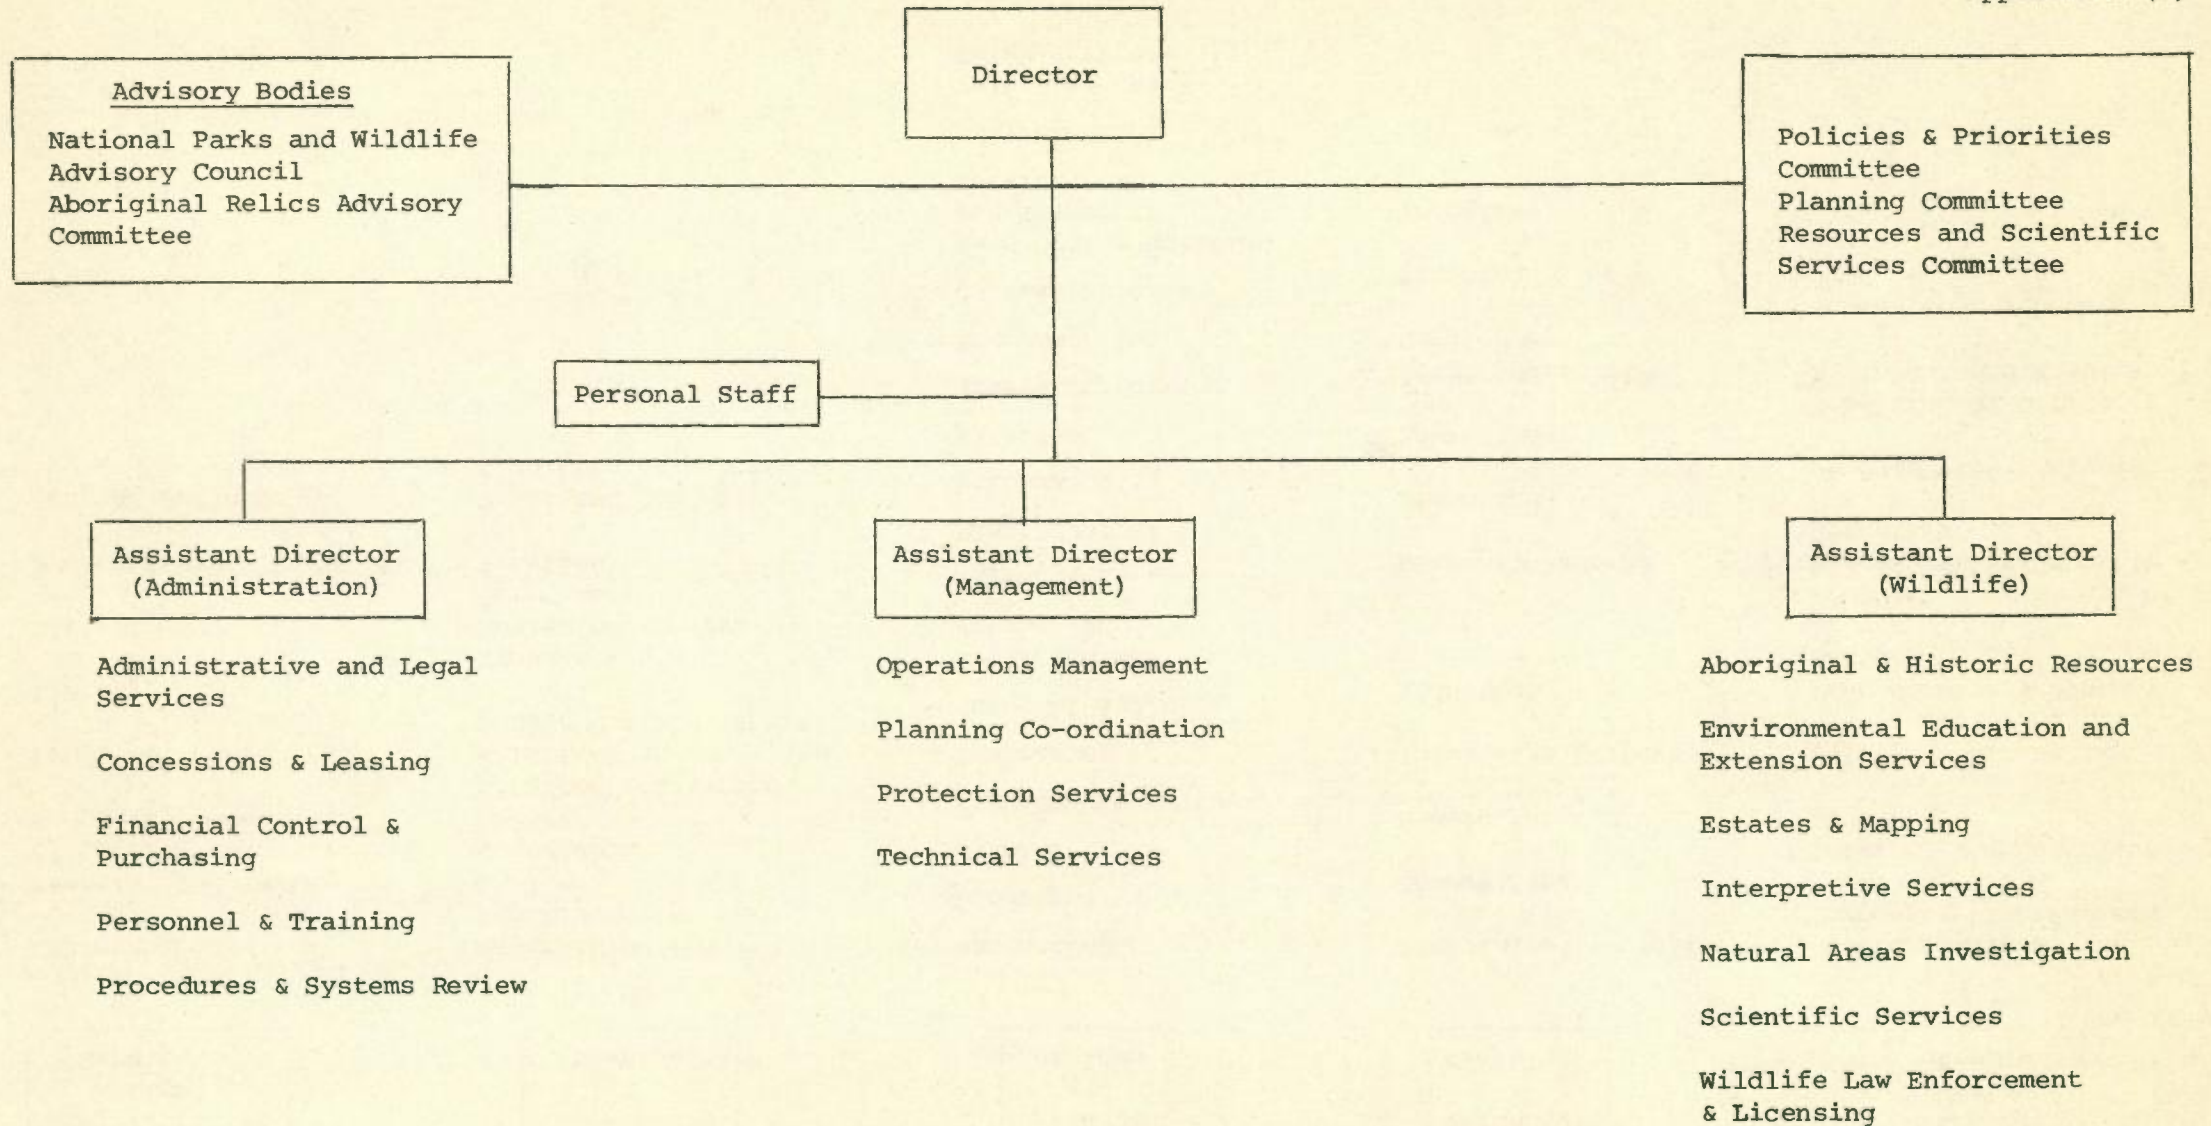 Director
Advisory Bodies
National Parks and Wildlife
Advisory Council
Aboriginal Relics Advisory
Committee
Policies & Priorities
Committee
Planning Committee
Resources and Scientific
Services Committee
Personal Staff
Assistant Director
(Administration)
Administrative and Legal
Services
Concessions & Leasing
Financial Control &
Purchasing
Personnel & Training
Procedures & Systems Review
Assistant Director
(Management)
Operations Management
Planning Co-ordination
Protection Services
Technical Services
Assistant Director
(Wildlife)
Aboriginal & Historic Resources
Environmental Education and
Extension Services
Estates & Mapping
Interpretive Services
Natural Areas Investigation
Scientific Services
Wildlife Law Enforcement
& Licensing